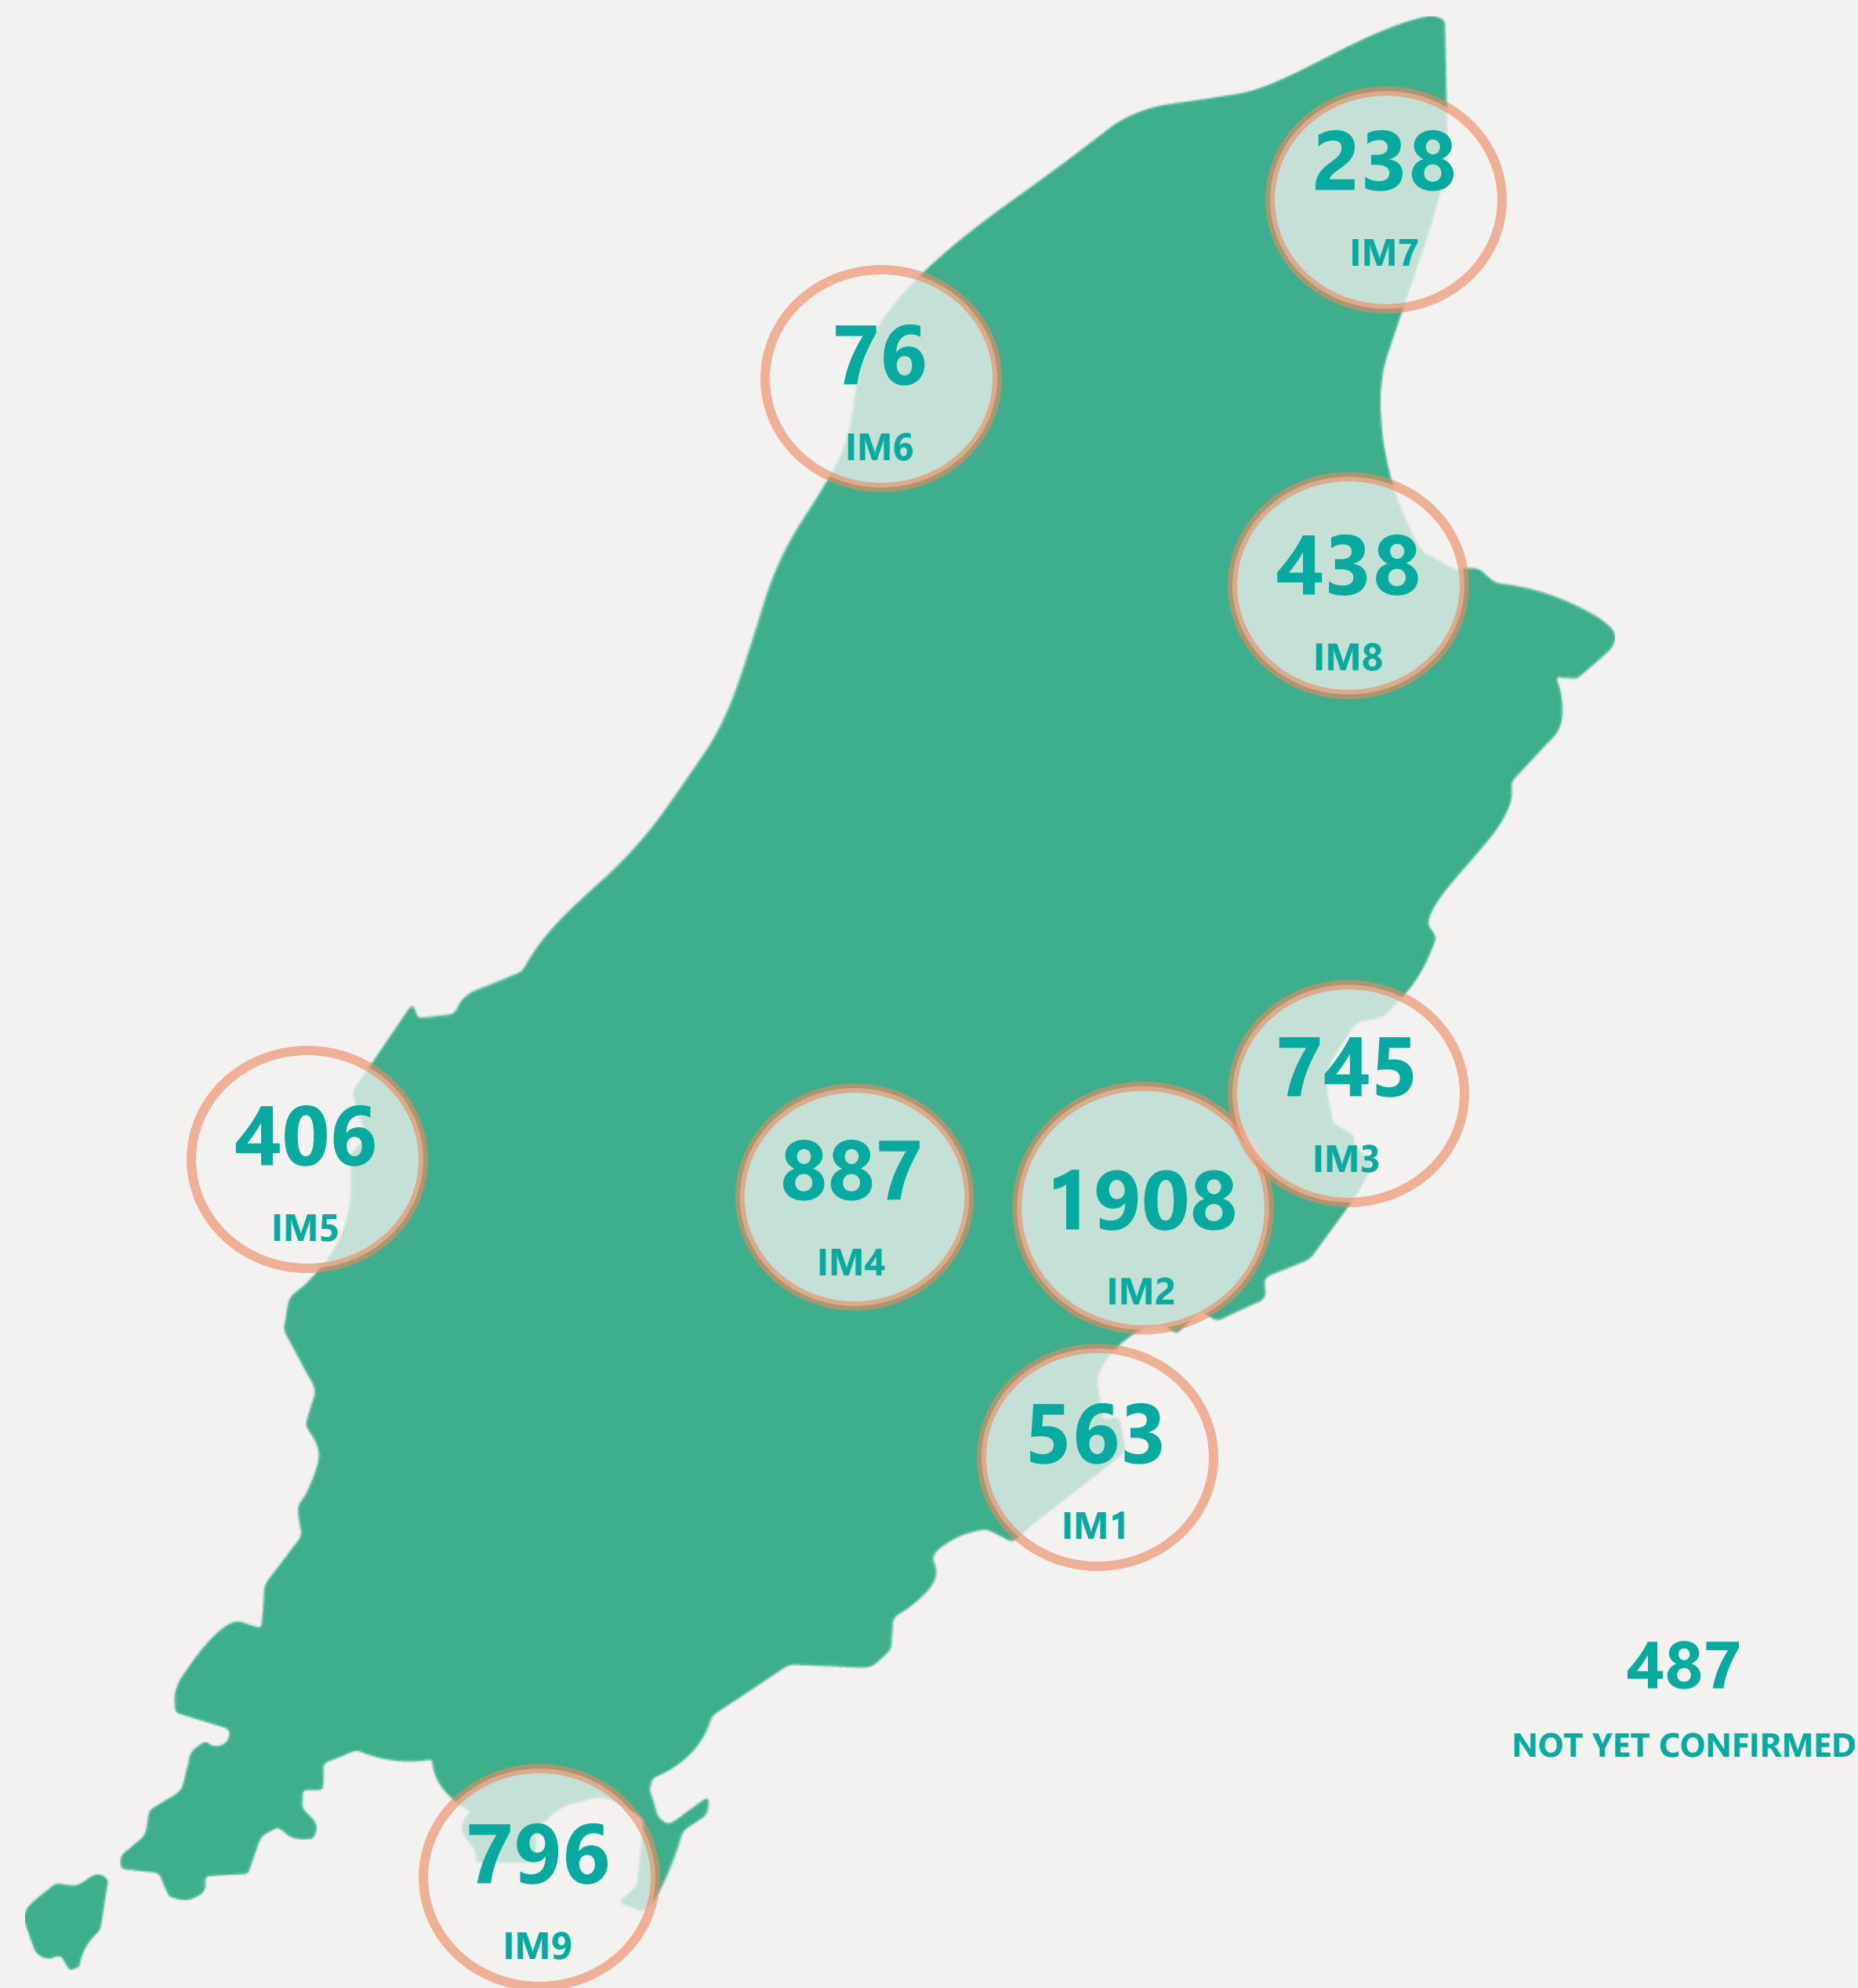 238
IM7
76
IM6
438
IM8
745
IM3
406
IM5
887
IM4
1908
IM2
563
IM1
487
NOT YET CONFIRMED
796
IM9